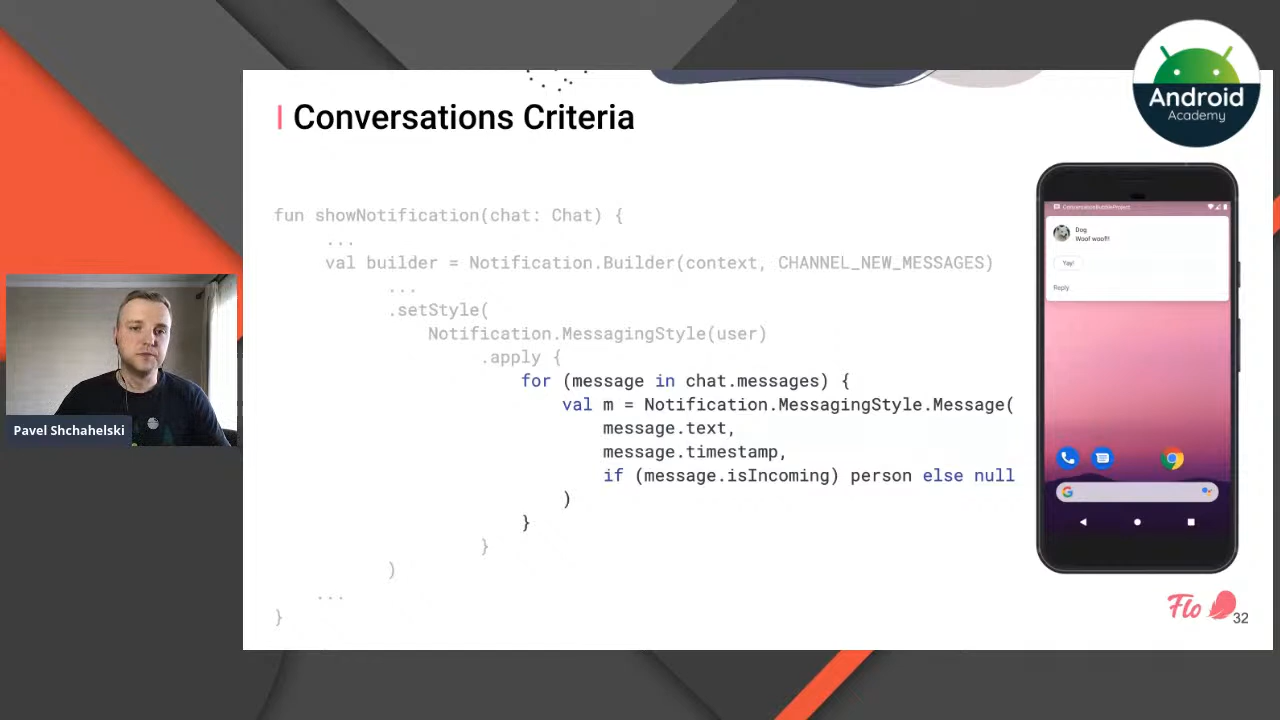 Android
Academy
Conversations Criteria
fun showNotification(chat: Chat) {
...
val builder = Notification.Builder(context, CHANNEL_NEW_MESSAGES)
...
.setStyle(
Notification.MessagingStyle(user)
.apply {
for (message in chat.messages) {
val m = Notification.MessagingStyle.Message(
message.text,
message.timestamp,
if (message.isIncoming) person else null
)
}
}
)
...
}
ConversationsBubbleProject
Dog
Woof woof!!
Yay!
Reply
G
Flo
32
Pavel Shchahelski